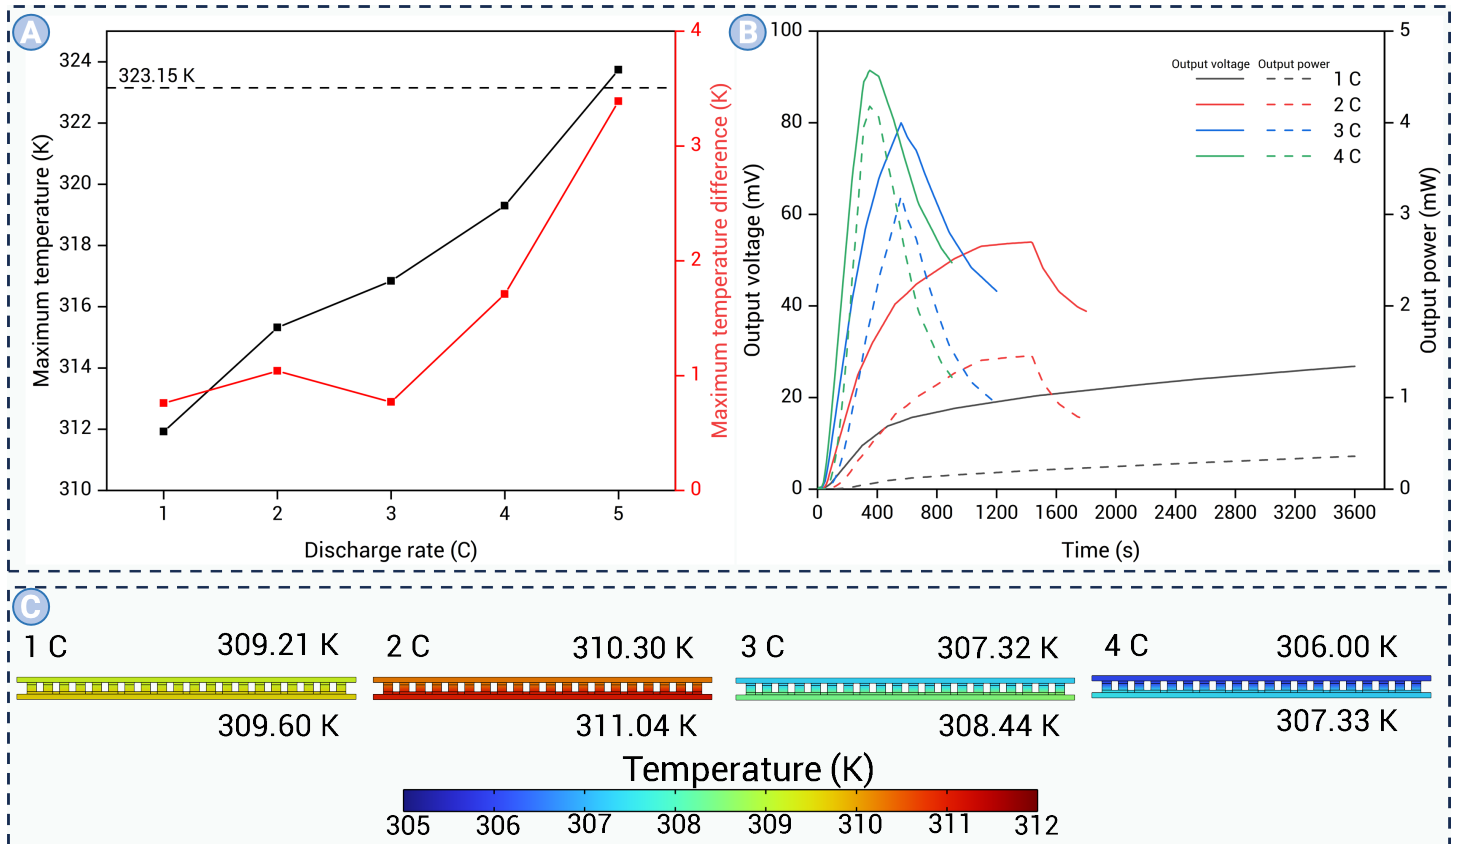 A
323.15 K
324
322
320
318
316
314
312
310
Maximum temperature (K)
1 2 3 4 5
Discharge rate (C)
4
3
2
1
0
Maximum temperature difference (K)
B
100
80
60
40
20
0
Output voltage (mV)
Output voltage Output power
1 C
2 C
3 C
4 C
0 400 800 1200 1600 2000 2400 2800 3200 3600
Time (s)
5
4
3
2
1
0
Output power (mW)
C
1 C 309.21 K
309.60 K
2 C 310.30 K
311.04 K
3 C 307.32 K
308.44 K
4 C 306.00 K
307.33 K
Temperature (K)
305 306 307 308 309 310 311 312